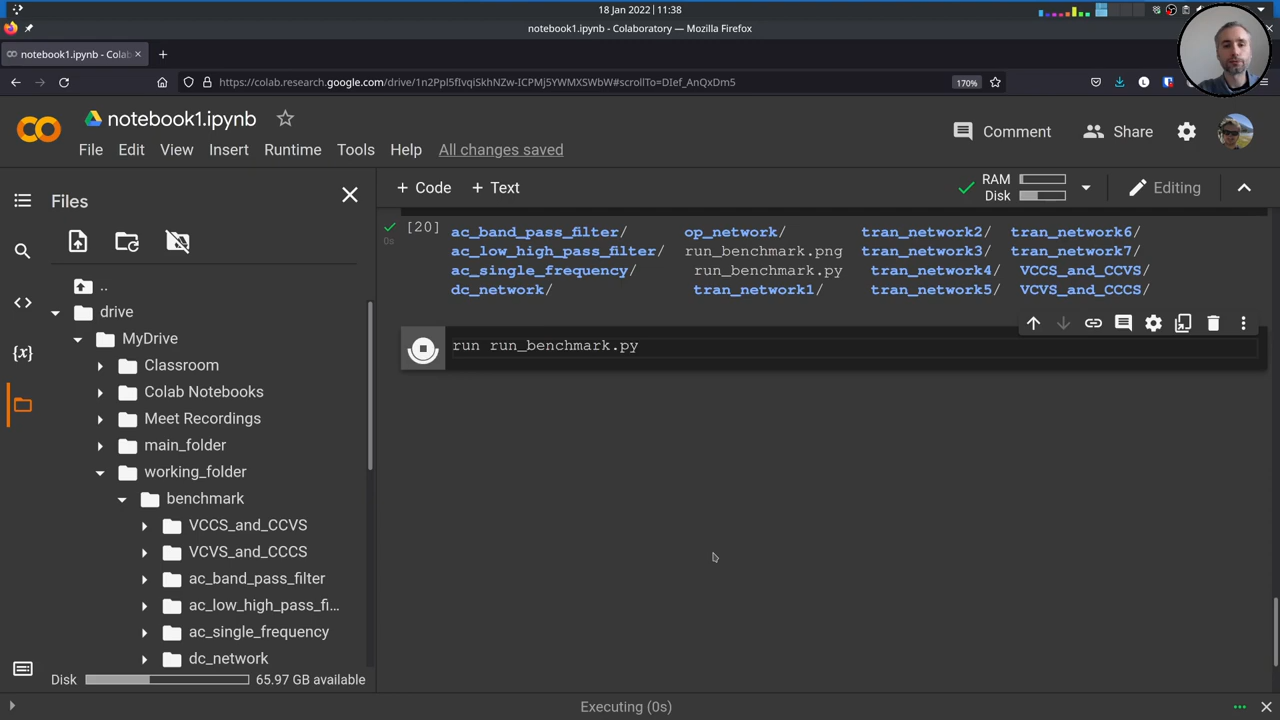 18 Jan 2022 | 11:38
notebook1.ipynb - Colaboratory — Mozilla Firefox
notebook1.ipynb - Colab
https://colab.research.google.com/drive/1n2PpI5fIvqiSkhNZw-ICPMj5YWMXSWbW#scrollTo=DIef_AnQxDm5
170%
notebook1.ipynb
Comment
Share
File Edit View Insert Runtime Tools Help All changes saved
Files
+ Code + Text
RAM
Disk
Editing
[20]
0s
ac_band_pass_filter/ op_network/ tran_network2/ tran_network6/
ac_low_high_pass_filter/ run_benchmark.png tran_network3/ tran_network7/
ac_single_frequency/ run_benchmark.py tran_network4/ VCCS_and_CCVS/
dc_network/ tran_network1/ tran_network5/ VCVS_and_CCCS/
run run_benchmark.py
..
drive
MyDrive
Classroom
Colab Notebooks
Meet Recordings
main_folder
working_folder
benchmark
VCCS_and_CCVS
VCVS_and_CCCS
ac_band_pass_filter
ac_low_high_pass_fi...
ac_single_frequency
dc_network
Disk 65.97 GB available
Executing (0s)